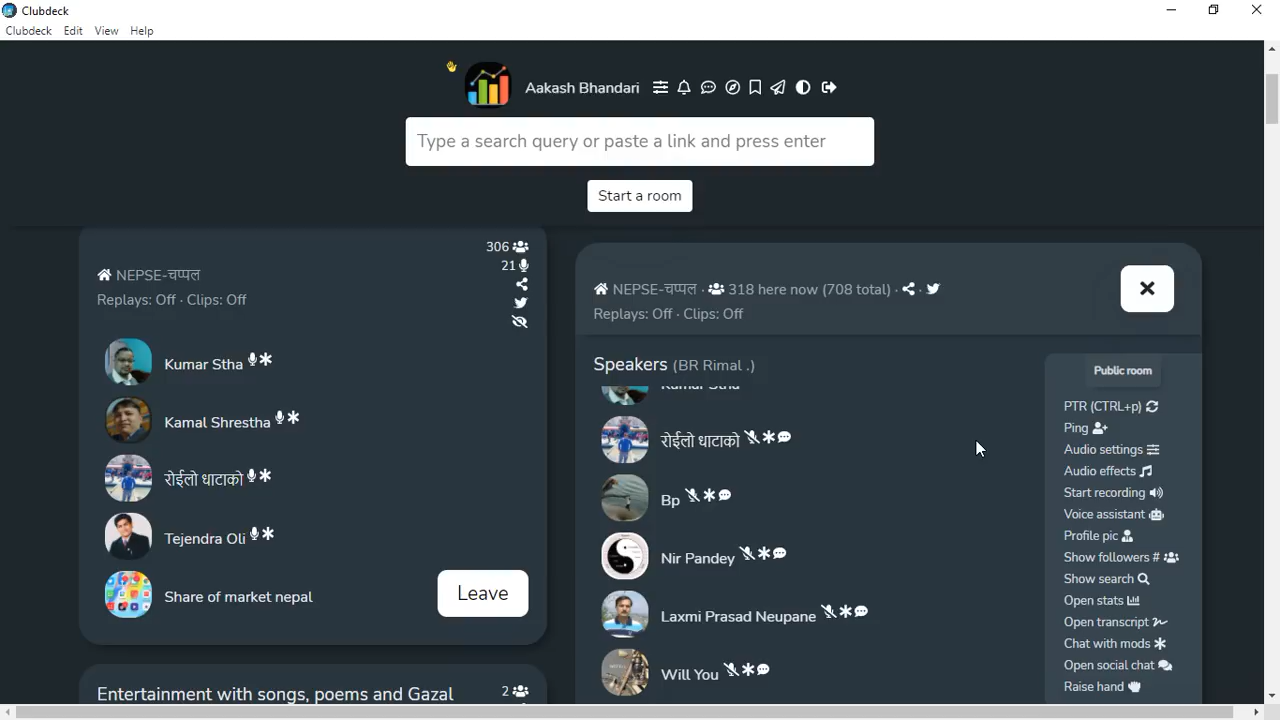 Clubdeck
Clubdeck Edit View Help
Aakash Bhandari
Type a search query or paste a link and press enter
Start a room
306
NEPSE-चप्पल
21
Replays: Off · Clips: Off
Kumar Stha
Kamal Shrestha
रोईलो धाटाको
Tejendra Oli
Share of market nepal
Leave
Entertainment with songs, poems and Gazal
2
NEPSE-चप्पल · 318 here now (708 total) · ·
Replays: Off · Clips: Off
Speakers (BR Rimal .)
Kumar Stha
रोईलो धाटाको
Bp
Nir Pandey
Laxmi Prasad Neupane
Will You
Public room
PTR (CTRL+p)
Ping
Audio settings
Audio effects
Start recording
Voice assistant
Profile pic
Show followers #
Show search
Open stats
Open transcript
Chat with mods
Open social chat
Raise hand